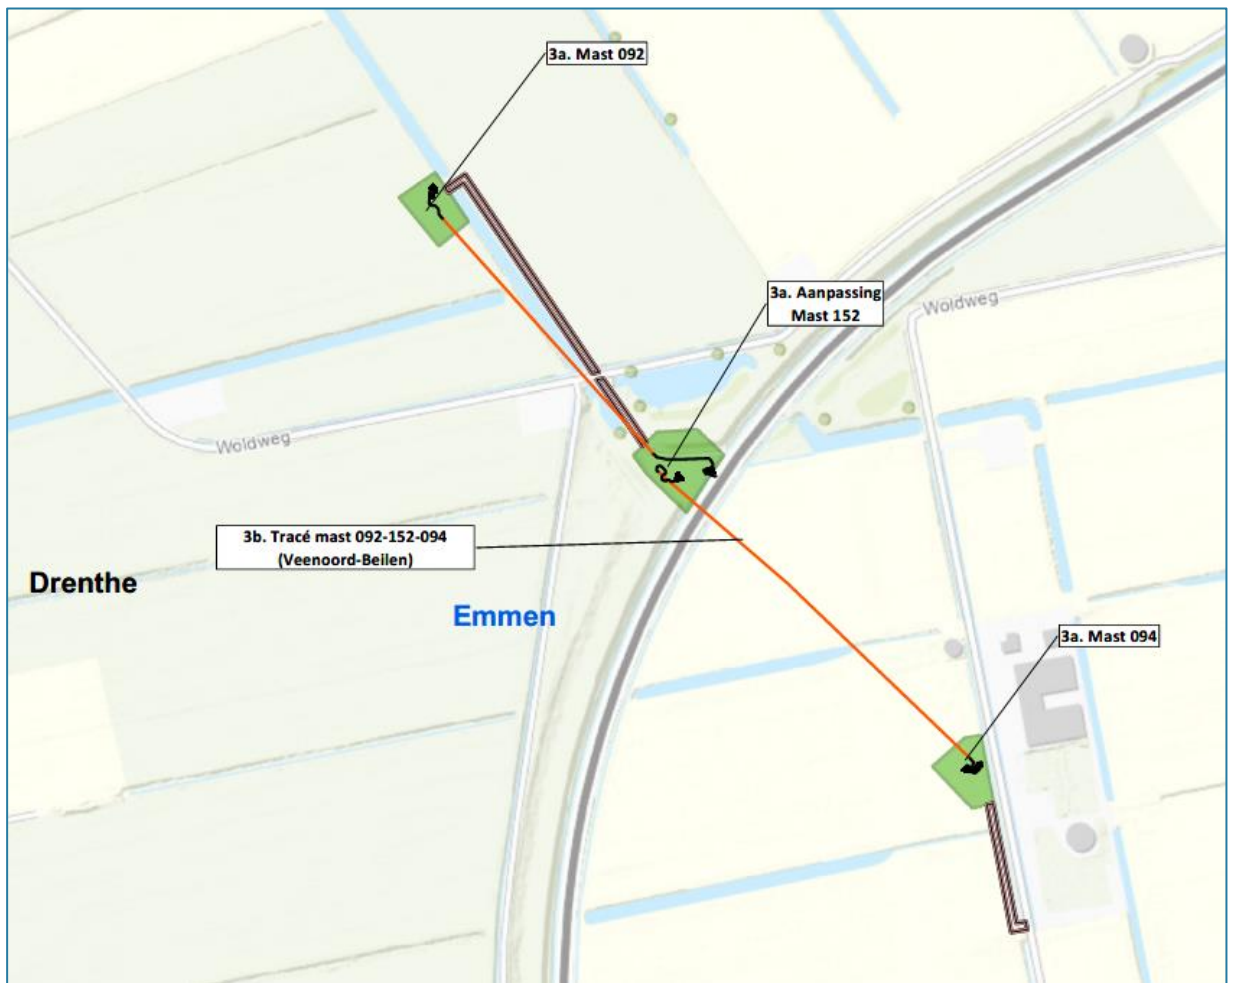 3a. Mast 092
3a. Aanpassing
Mast 152
Woldweg
Woldweg
3b. Tracé mast 092-152-094
(Veenoord-Beilen)
Drenthe
Emmen
3a. Mast 094